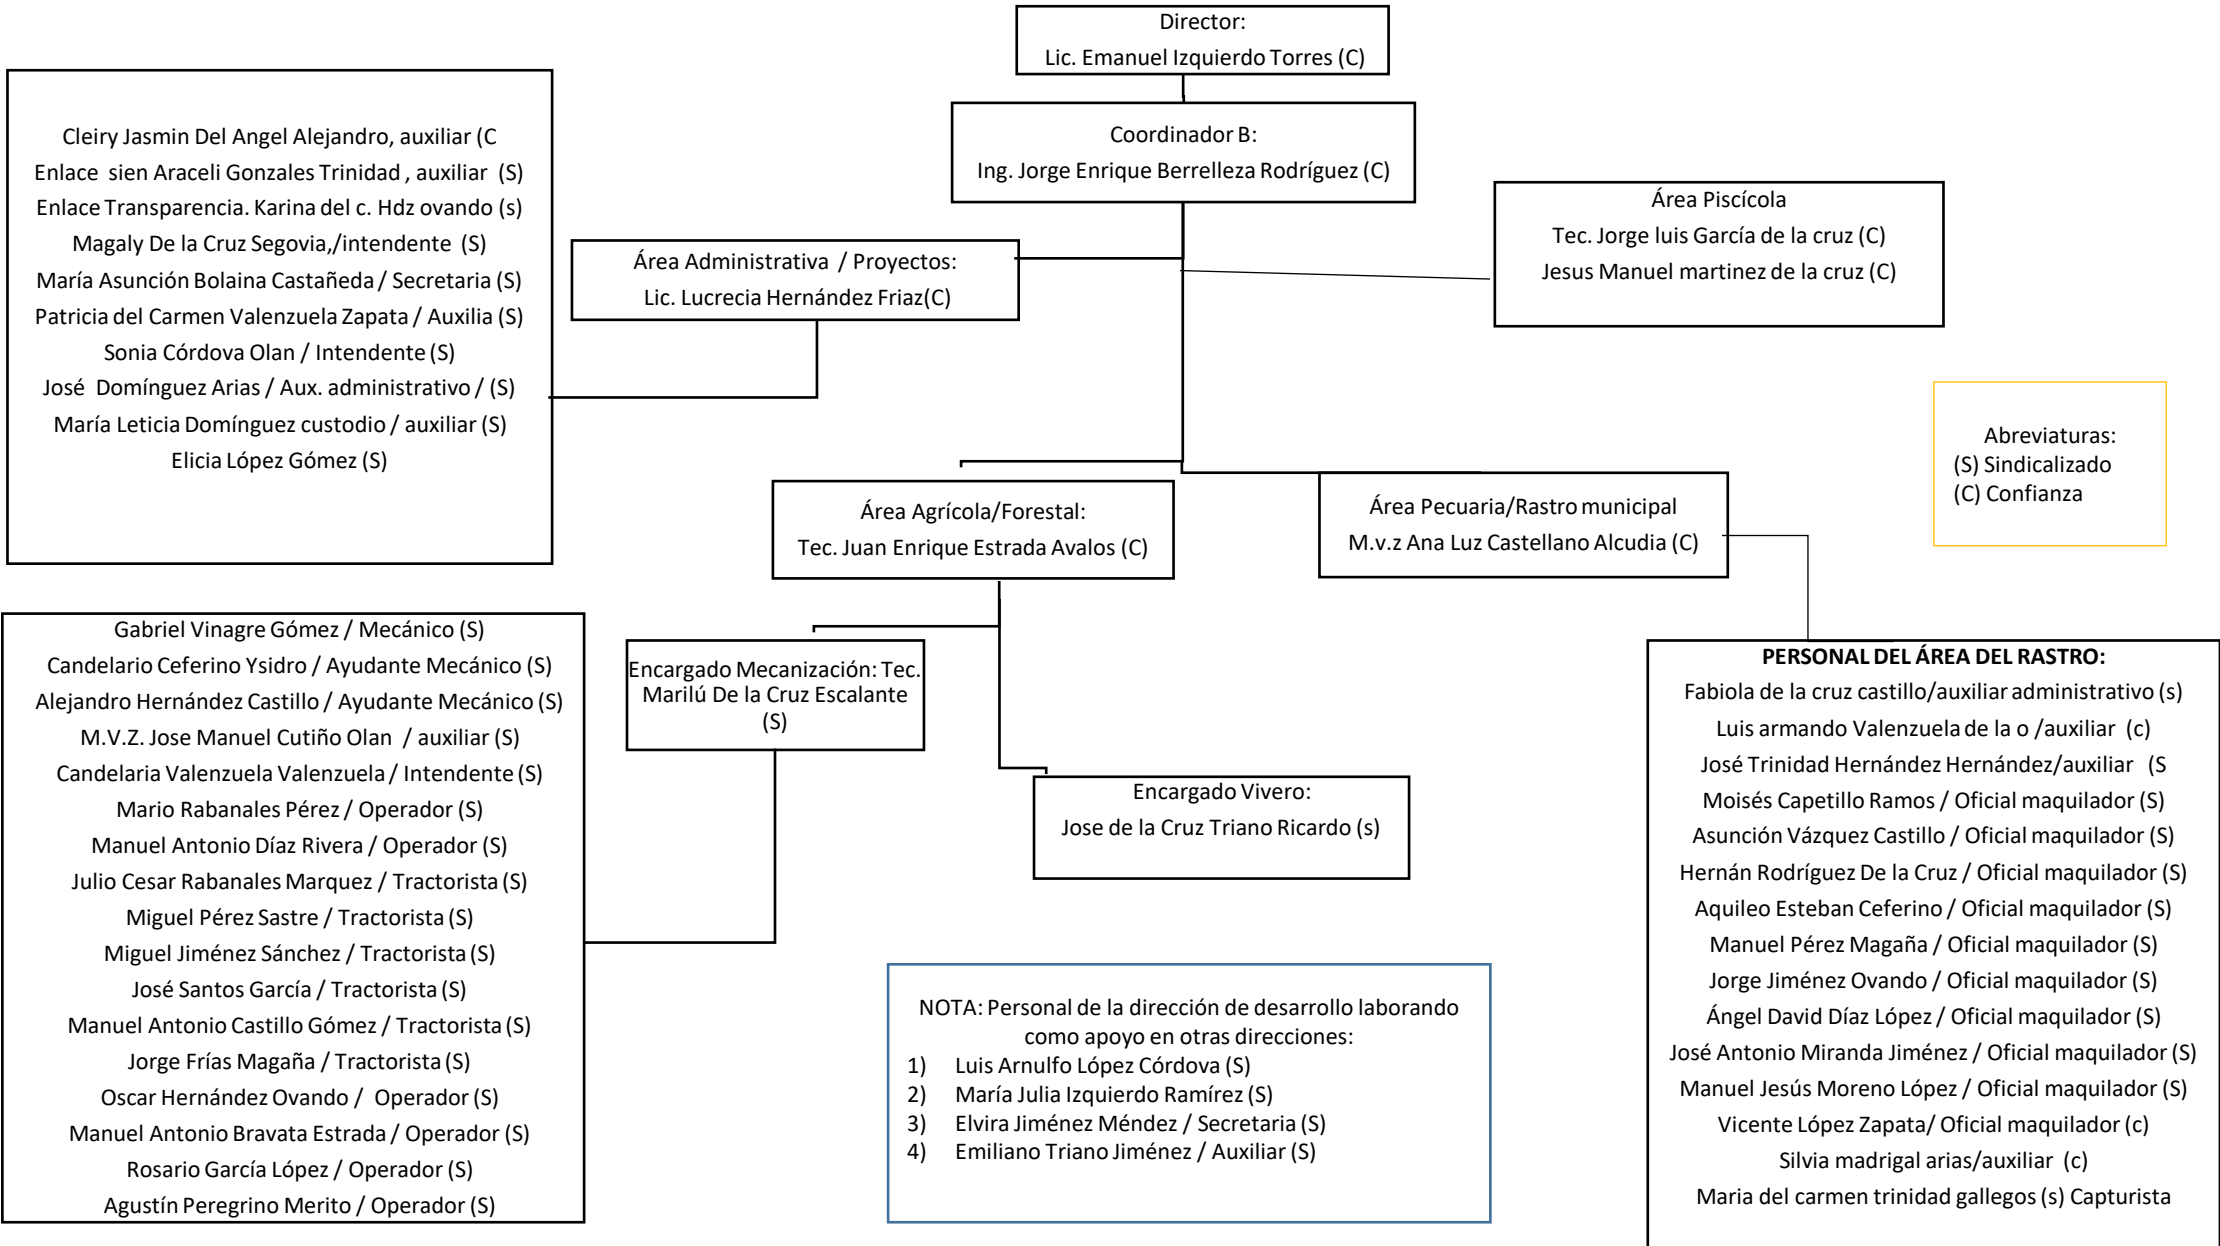 Director:
Lic. Emanuel Izquierdo Torres (C)
Coordinador B:
Ing. Jorge Enrique Berrelleza Rodríguez (C)
Cleiry Jasmin Del Angel Alejandro, auxiliar (C
Enlace sien Araceli Gonzales Trinidad , auxiliar (S)
Enlace Transparencia. Karina del c. Hdz ovando (s)
Magaly De la Cruz Segovia,/intendente (S)
María Asunción Bolaina Castañeda / Secretaria (S)
Patricia del Carmen Valenzuela Zapata / Auxilia (S)
Sonia Córdova Olan / Intendente (S)
José Domínguez Arias / Aux. administrativo / (S)
María Leticia Domínguez custodio / auxiliar (S)
Elicia López Gómez (S)
Área Administrativa / Proyectos:
Lic. Lucrecia Hernández Friaz(C)
Área Piscícola
Tec. Jorge luis García de la cruz (C)
Jesus Manuel martinez de la cruz (C)
Abreviaturas:
(S) Sindicalizado
(C) Confianza
Área Agrícola/Forestal:
Tec. Juan Enrique Estrada Avalos (C)
Área Pecuaria/Rastro municipal
M.v.z Ana Luz Castellano Alcudia (C)
Gabriel Vinagre Gómez / Mecánico (S)
Candelario Ceferino Ysidro / Ayudante Mecánico (S)
Alejandro Hernández Castillo / Ayudante Mecánico (S)
M.V.Z. Jose Manuel Cutiño Olan / auxiliar (S)
Candelaria Valenzuela Valenzuela / Intendente (S)
Mario Rabanales Pérez / Operador (S)
Manuel Antonio Díaz Rivera / Operador (S)
Julio Cesar Rabanales Marquez / Tractorista (S)
Miguel Pérez Sastre / Tractorista (S)
Miguel Jiménez Sánchez / Tractorista (S)
José Santos García / Tractorista (S)
Manuel Antonio Castillo Gómez / Tractorista (S)
Jorge Frías Magaña / Tractorista (S)
Oscar Hernández Ovando / Operador (S)
Manuel Antonio Bravata Estrada / Operador (S)
Rosario García López / Operador (S)
Agustín Peregrino Merito / Operador (S)
Encargado Mecanización: Tec.
Marilú De la Cruz Escalante
(S)
Encargado Vivero:
Jose de la Cruz Triano Ricardo (s)
NOTA: Personal de la dirección de desarrollo laborando
como apoyo en otras direcciones:
1) Luis Arnulfo López Córdova (S)
2) María Julia Izquierdo Ramírez (S)
3) Elvira Jiménez Méndez / Secretaria (S)
4) Emiliano Triano Jiménez / Auxiliar (S)
PERSONAL DEL ÁREA DEL RASTRO:
Fabiola de la cruz castillo/auxiliar administrativo (s)
Luis armando Valenzuela de la o /auxiliar (c)
José Trinidad Hernández Hernández/auxiliar (S
Moisés Capetillo Ramos / Oficial maquilador (S)
Asunción Vázquez Castillo / Oficial maquilador (S)
Hernán Rodríguez De la Cruz / Oficial maquilador (S)
Aquileo Esteban Ceferino / Oficial maquilador (S)
Manuel Pérez Magaña / Oficial maquilador (S)
Jorge Jiménez Ovando / Oficial maquilador (S)
Ángel David Díaz López / Oficial maquilador (S)
José Antonio Miranda Jiménez / Oficial maquilador (S)
Manuel Jesús Moreno López / Oficial maquilador (S)
Vicente López Zapata/ Oficial maquilador (c)
Silvia madrigal arias/auxiliar (c)
Maria del carmen trinidad gallegos (s) Capturista